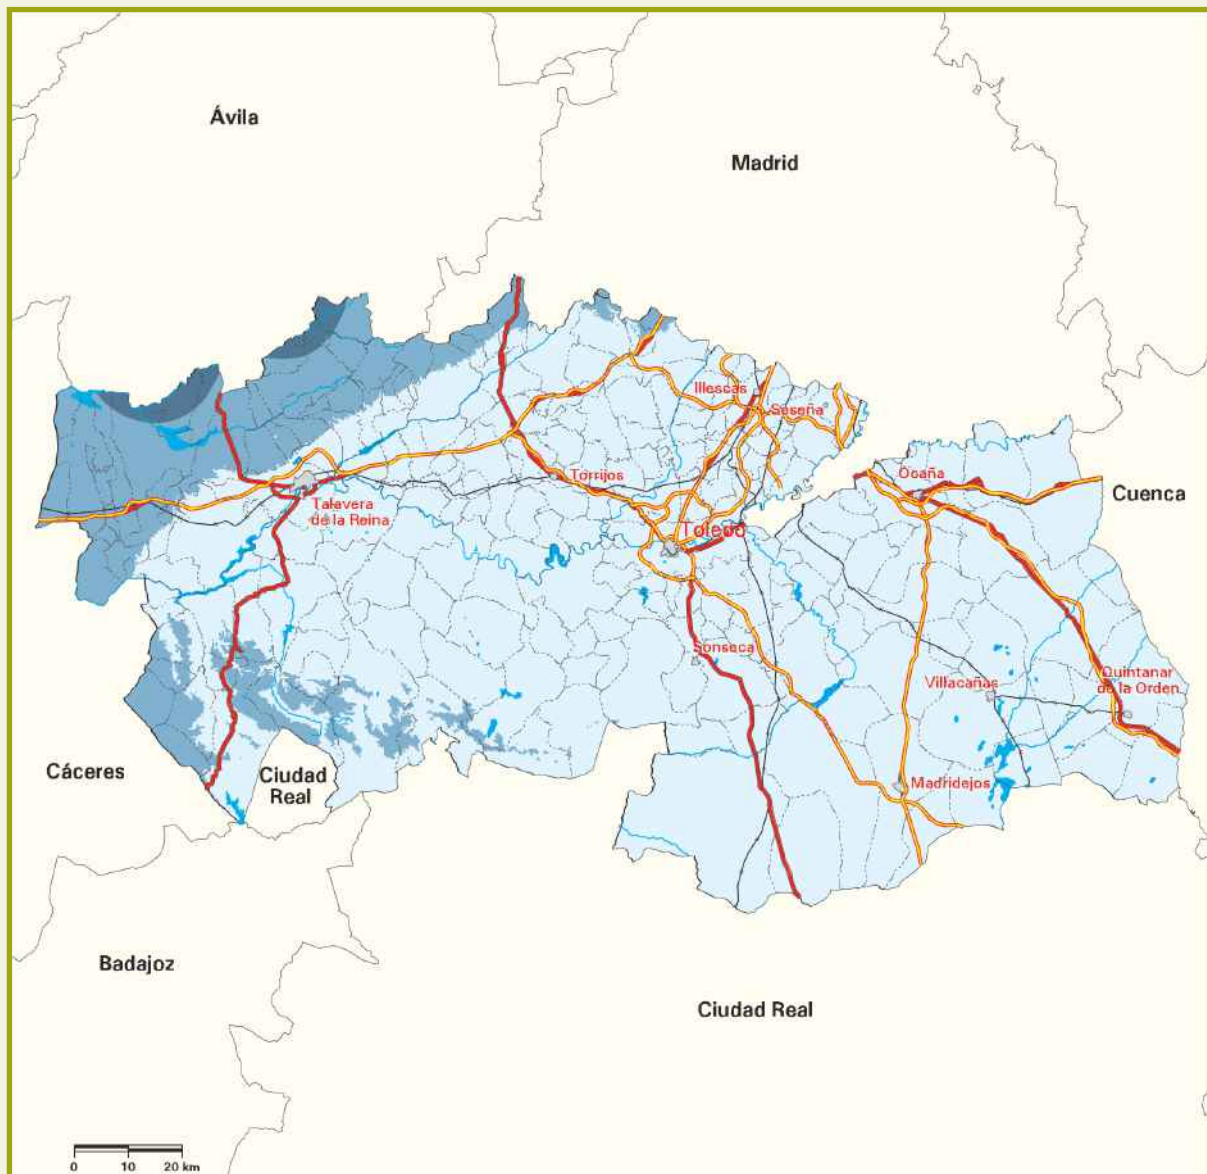 Ávila
Madrid
Illescas
Seseña
Torrijos
Ocaña
Cuenca
Talavera
de la Reina
Toledo
Sonseca
Villacañas
Quintanar
de la Orden
Cáceres
Ciudad
Real
Madridejos
Badajoz
Ciudad Real
0 10 20 km